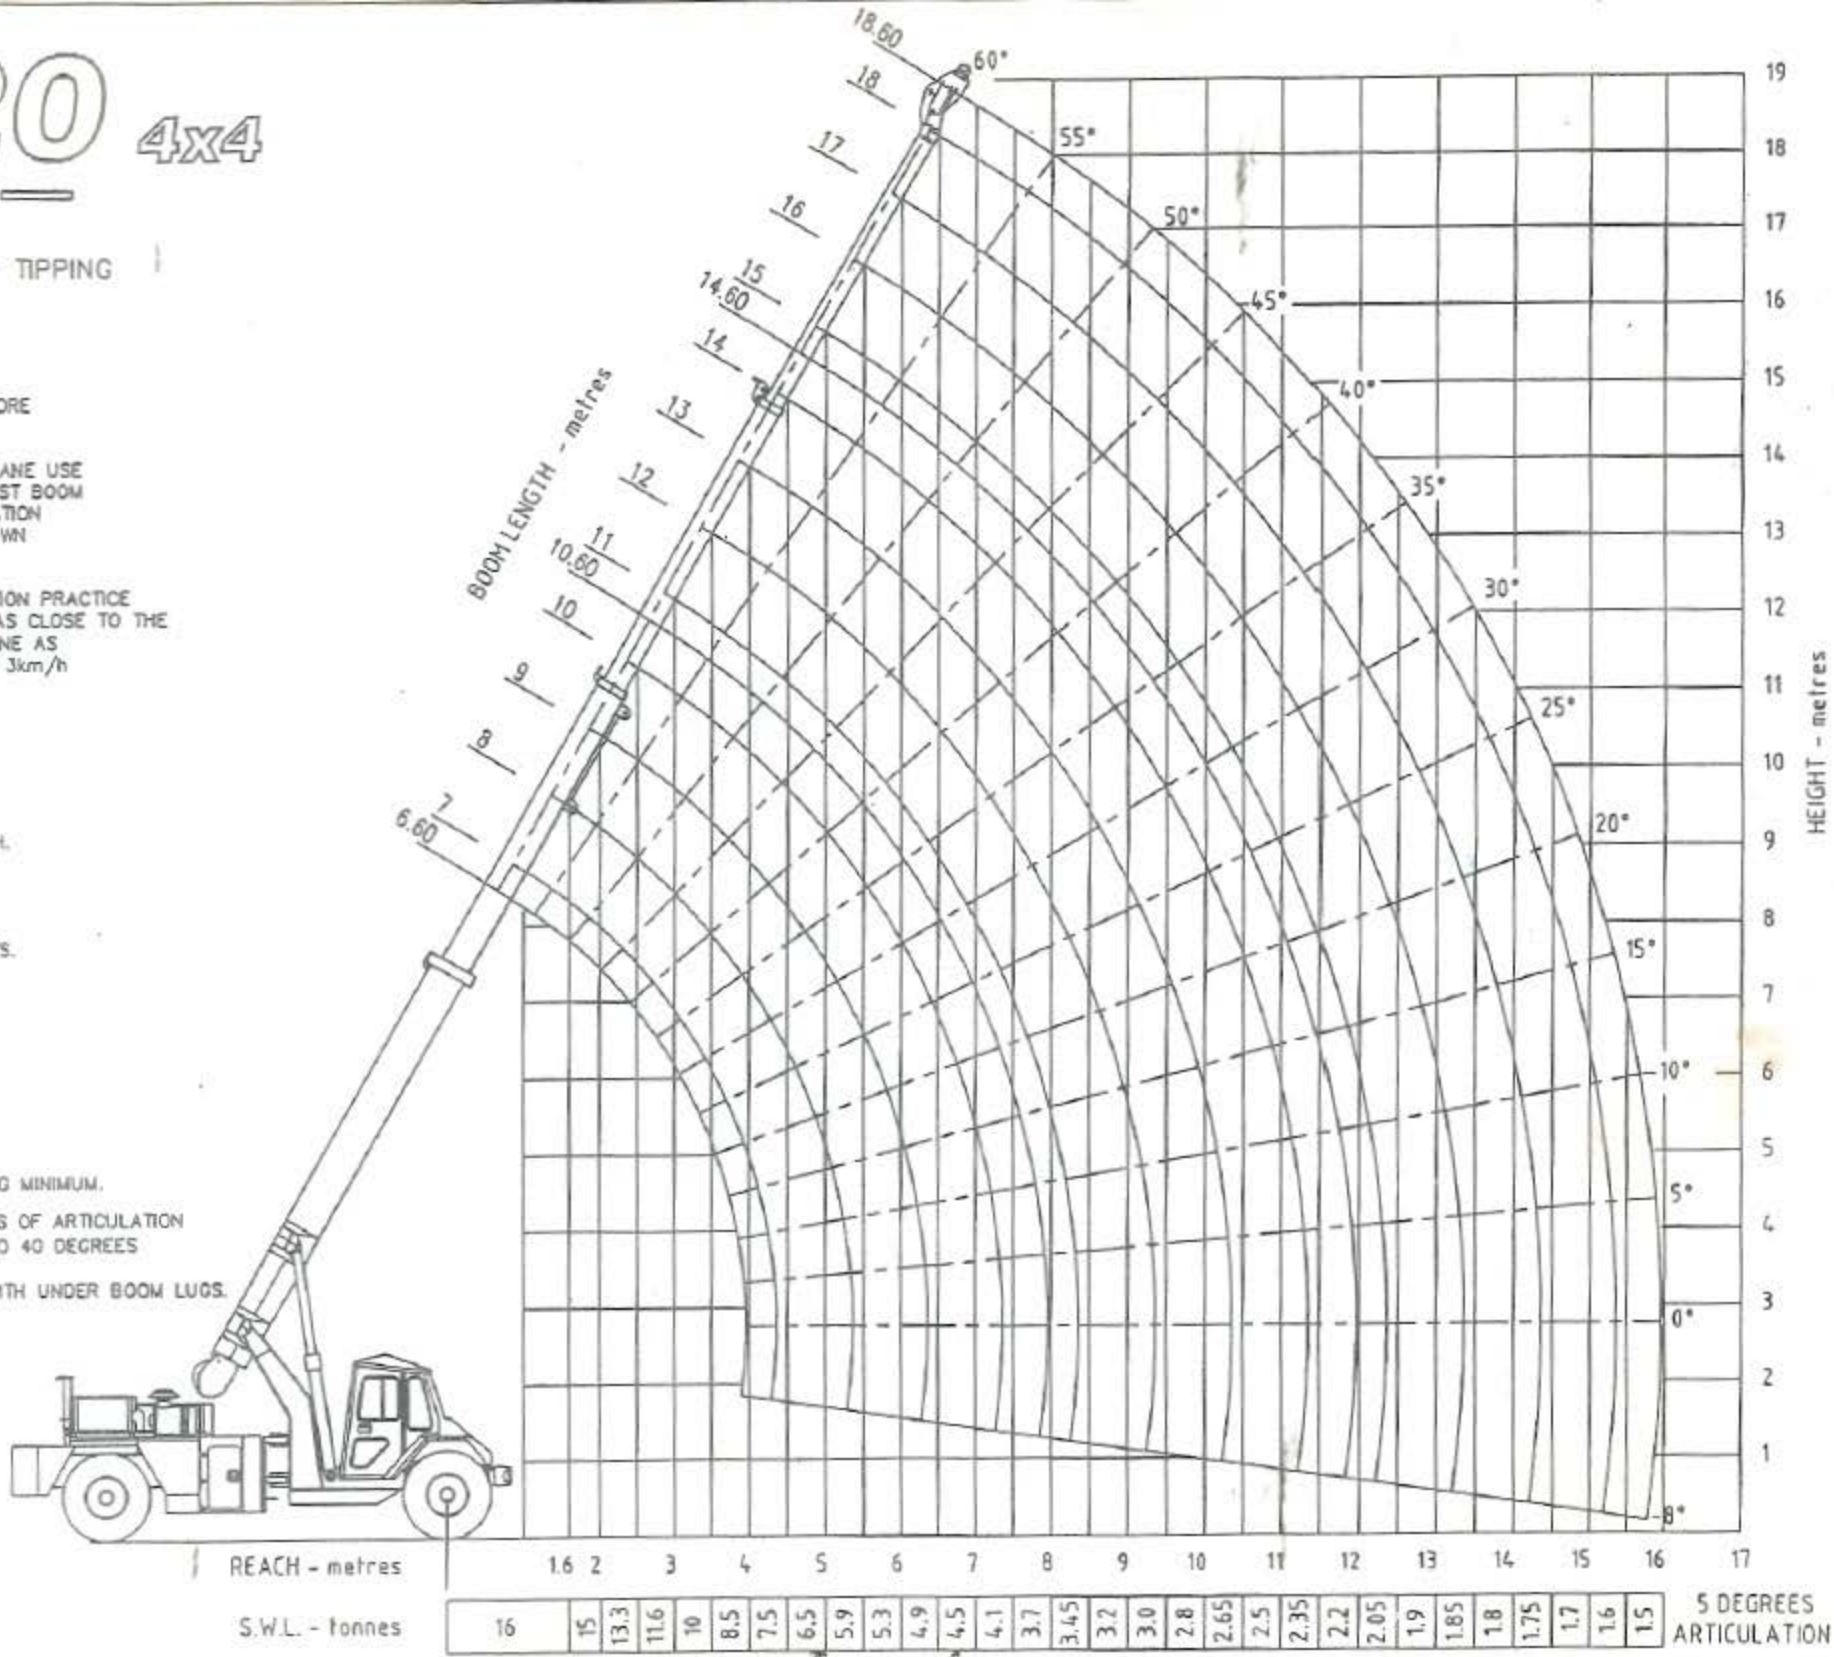 20 4x4
TIPPING
ORE
ANE USE
ST BOOM
TION
WN
ION PRACTICE
AS CLOSE TO THE
NE AS
3km/h
S.
G MINIMUM.
S OF ARTICULATION
O 40 DEGREES
TH UNDER BOOM LUGS.
BOOM LENGTH - metres
18.60
18
17
16
15
14.60
14
13
12
11
10.60
10
9
8
7
6.60
60°
55°
50°
45°
40°
35°
30°
25°
20°
15°
10°
5°
0°
-8°
19
18
17
16
15
14
13
12
11
10
9
8
7
6
5
4
3
2
1
HEIGHT - metres
REACH - metres 1.6 2 3 4 5 6 7 8 9 10 11 12 13 14 15 16 17
S.W.L. - tonnes 16 15 13.3 11.6 10 8.5 7.5 6.5 5.9 5.3 4.9 4.5 4.1 3.7 3.45 3.2 3.0 2.8 2.65 2.5 2.35 2.2 2.05 1.9 1.85 1.8 1.75 1.7 1.6 1.5 5 DEGREES
ARTICULATION